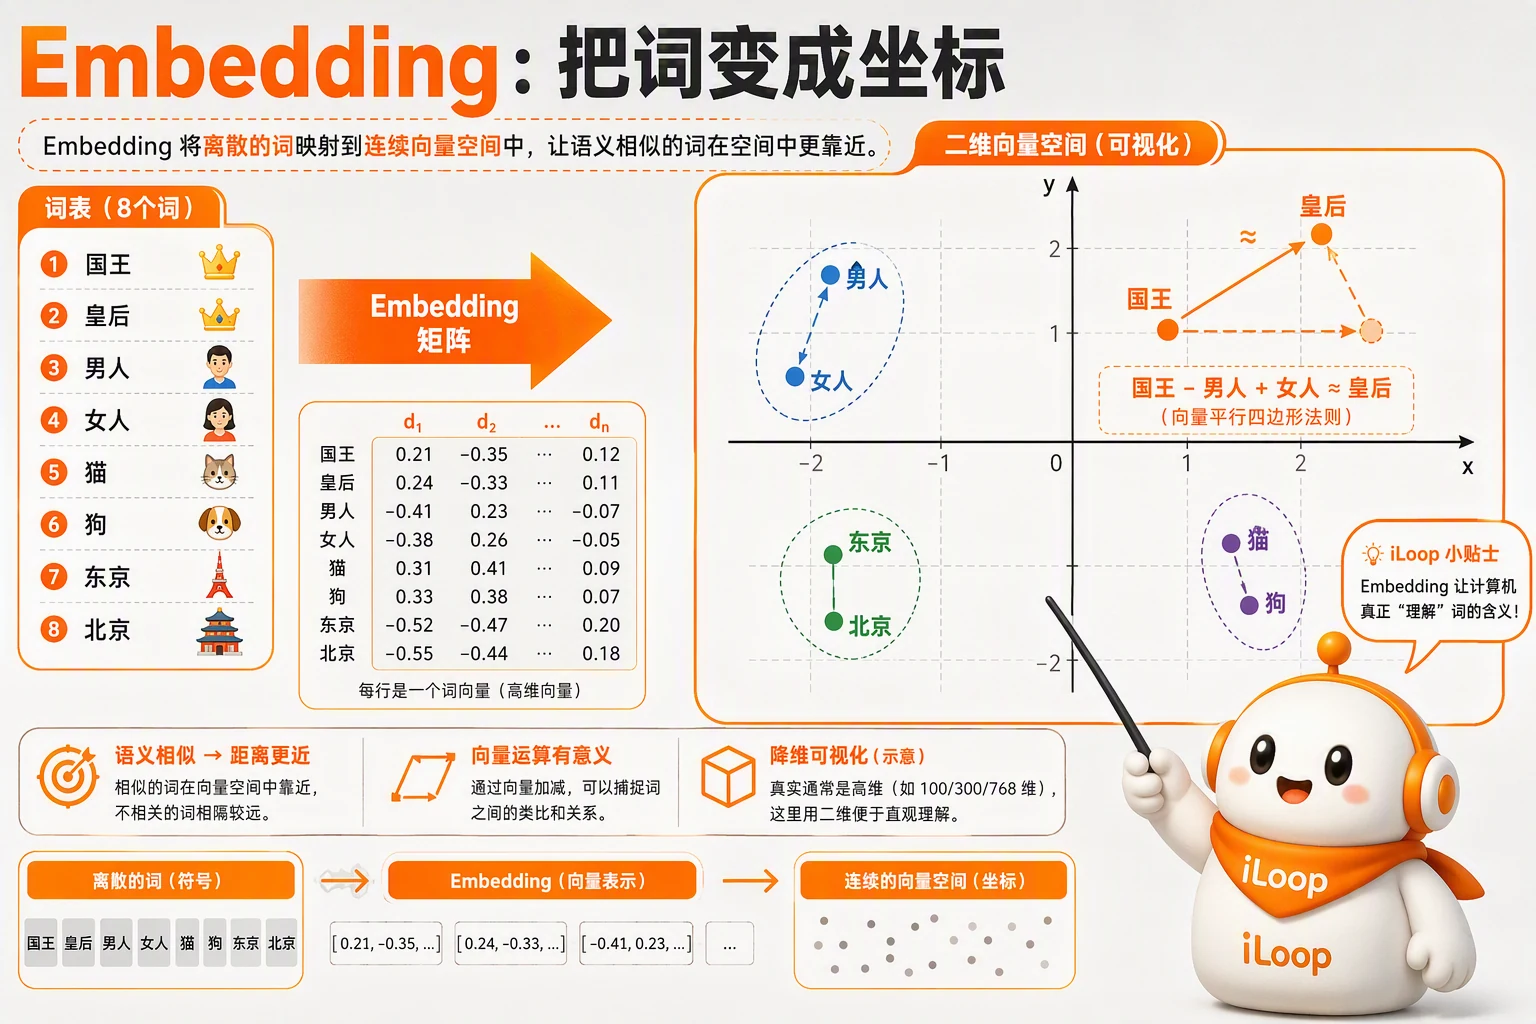 Embedding：把词变成坐标
Embedding 将离散的词映射到连续向量空间中，让语义相似的词在空间中更靠近。
词表（8个词）
1 国王
2 皇后
3 男人
4 女人
5 猫
6 狗
7 东京
8 北京
Embedding
矩阵
d1 d2 … dn
国王 0.21 −0.35 … 0.12
皇后 0.24 −0.33 … 0.11
男人 −0.41 0.23 … −0.07
女人 −0.38 0.26 … −0.05
猫 0.31 0.41 … 0.09
狗 0.33 0.38 … 0.07
东京 −0.52 −0.47 … 0.20
北京 −0.55 −0.44 … 0.18
每行是一个词向量（高维向量）
二维向量空间（可视化）
y
皇后
≈
2
男人
国王
1
女人
国王 − 男人 + 女人 ≈ 皇后
（向量平行四边形法则）
−2 −1 0 1 2
x
东京
猫
北京
狗
−2
iLoop 小贴士
Embedding 让计算机
真正“理解”词的含义！
语义相似 → 距离更近
相似的词在向量空间中靠近，
不相关的词相隔较远。
向量运算有意义
通过向量加减，可以捕捉词
之间的类比和关系。
降维可视化（示意）
真实通常是高维（如 100/300/768 维），
这里用二维便于直观理解。
离散的词（符号）
国王 皇后 男人 女人 猫 狗 东京 北京
Embedding（向量表示）
[ 0.21, −0.35, …] [ 0.24, −0.33, …] [ −0.41, 0.23, …] …
连续的向量空间（坐标）
iLoop
iLoop